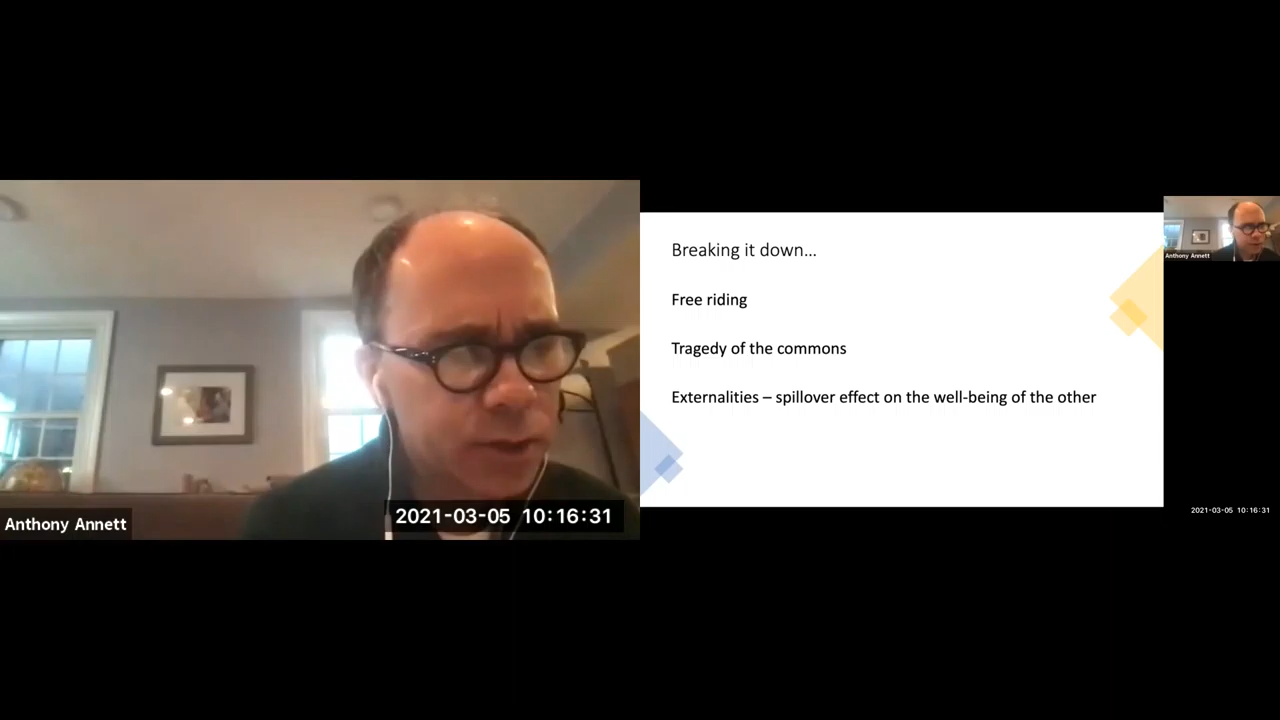 Anthony Annett
2021-03-05 10:16:31
Breaking it down...
Free riding
Tragedy of the commons
Externalities – spillover effect on the well-being of the other
Anthony Annett
2021-03-05 10:16:31